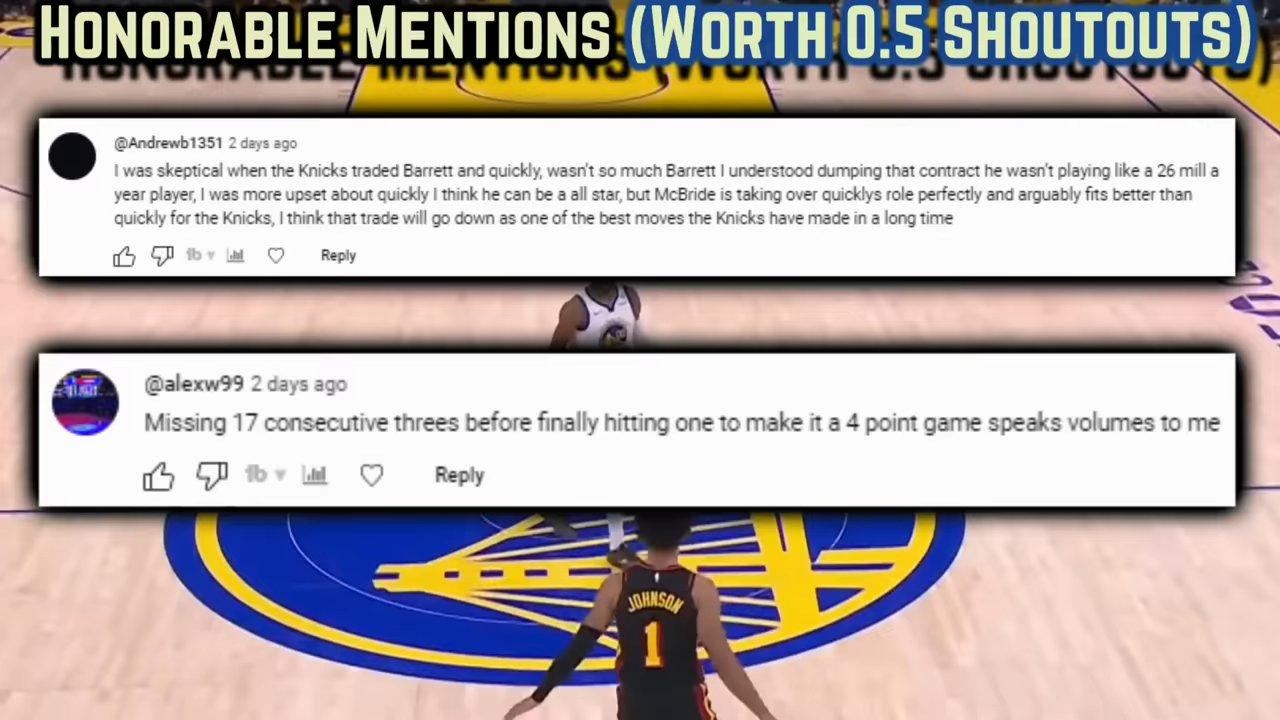 HONORABLE MENTIONS (WORTH 0.5 SHOUTOUTS)
@Andrewb1351 2 days ago
I was skeptical when the Knicks traded Barrett and quickly, wasn't so much Barrett I understood dumping that contract he wasn't playing like a 26 mill a
year player, I was more upset about quickly I think he can be a all star, but McBride is taking over quicklys role perfectly and arguably fits better than
quickly for the Knicks, I think that trade will go down as one of the best moves the Knicks have made in a long time
1b Reply
@alexw99 2 days ago
Missing 17 consecutive threes before finally hitting one to make it a 4 point game speaks volumes to me
1b Reply
JOHNSON
1